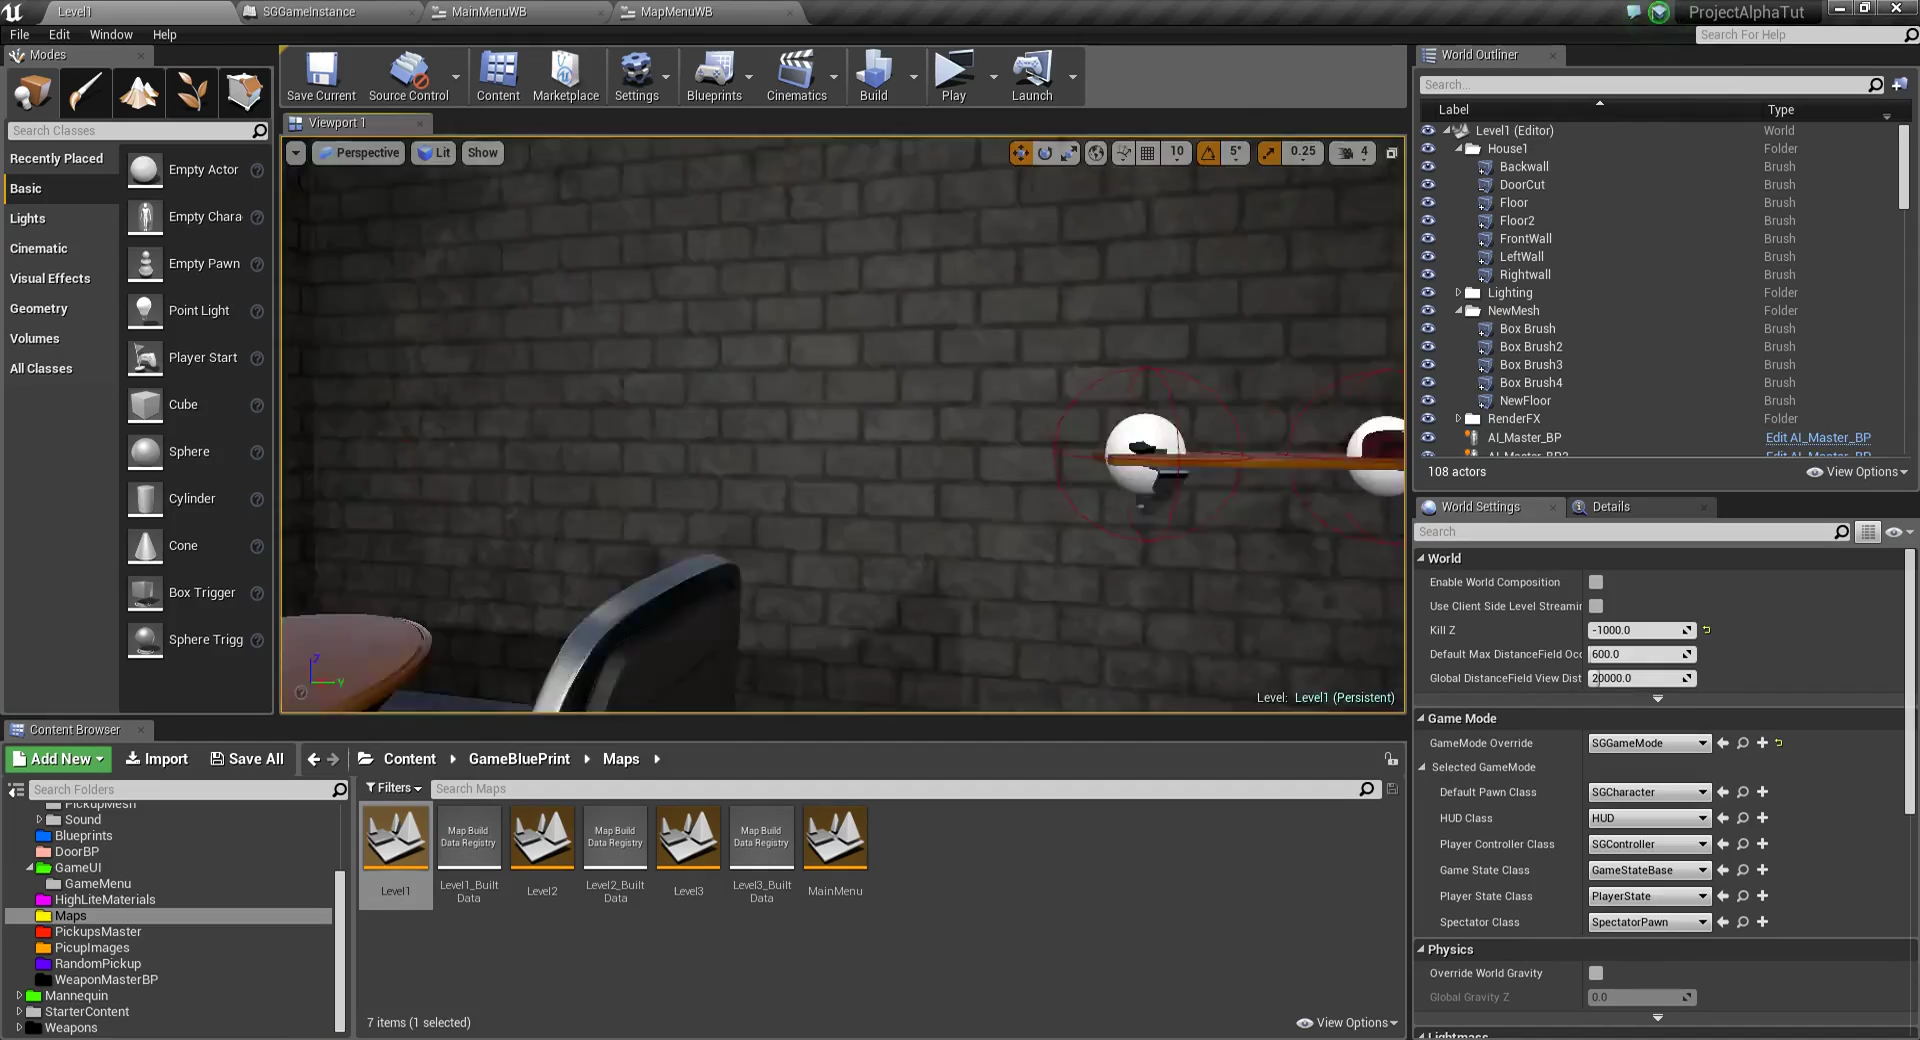 Level1
SGGameInstance
MainMenuWB
MapMenuWB
ProjectAlphaTut
File Edit Window Help
Search For Help
Modes
Search Classes
Recently Placed
Basic
Lights
Cinematic
Visual Effects
Geometry
Volumes
All Classes
Empty Actor
Empty Chara
Empty Pawn
Point Light
Player Start
Cube
Sphere
Cylinder
Cone
Box Trigger
Sphere Trigg
Save Current
Source Control
Content
Marketplace
Settings
Blueprints
Cinematics
Build
Play
Launch
Viewport 1
Perspective
Lit
Show
10
5°
0.25
4
z
y
Level: Level1 (Persistent)
World Outliner
Search...
Label Type
Level1 (Editor) World
House1 Folder
Backwall Brush
DoorCut Brush
Floor Brush
Floor2 Brush
FrontWall Brush
LeftWall Brush
Rightwall Brush
Lighting Folder
NewMesh Folder
Box Brush Brush
Box Brush2 Brush
Box Brush3 Brush
Box Brush4 Brush
NewFloor Brush
RenderFX Folder
AI_Master_BP Edit AI_Master_BP
AI_Master_BP2 Edit AI_Master_BP
108 actors
View Options
World Settings
Details
Search
World
Enable World Composition
Use Client Side Level Streamin
Kill Z -1000.0
Default Max DistanceField Occ 600.0
Global DistanceField View Dist 20000.0
Game Mode
GameMode Override SGGameMode
Selected GameMode
Default Pawn Class SGCharacter
HUD Class HUD
Player Controller Class SGController
Game State Class GameStateBase
Player State Class PlayerState
Spectator Class SpectatorPawn
Physics
Override World Gravity
Global Gravity Z 0.0
Lightmass
Content Browser
Add New
Import
Save All
Content GameBluePrint Maps
Search Folders
PickupMesh
Sound
Blueprints
DoorBP
GameUI
GameMenu
HighLiteMaterials
Maps
PickupsMaster
PicupImages
RandomPickup
WeaponMasterBP
Mannequin
StarterContent
Weapons
Filters
Search Maps
Map Build
Data Registry
Map Build
Data Registry
Map Build
Data Registry
Level1
Level1_Built
Data
Level2
Level2_Built
Data
Level3
Level3_Built
Data
MainMenu
7 items (1 selected)
View Options